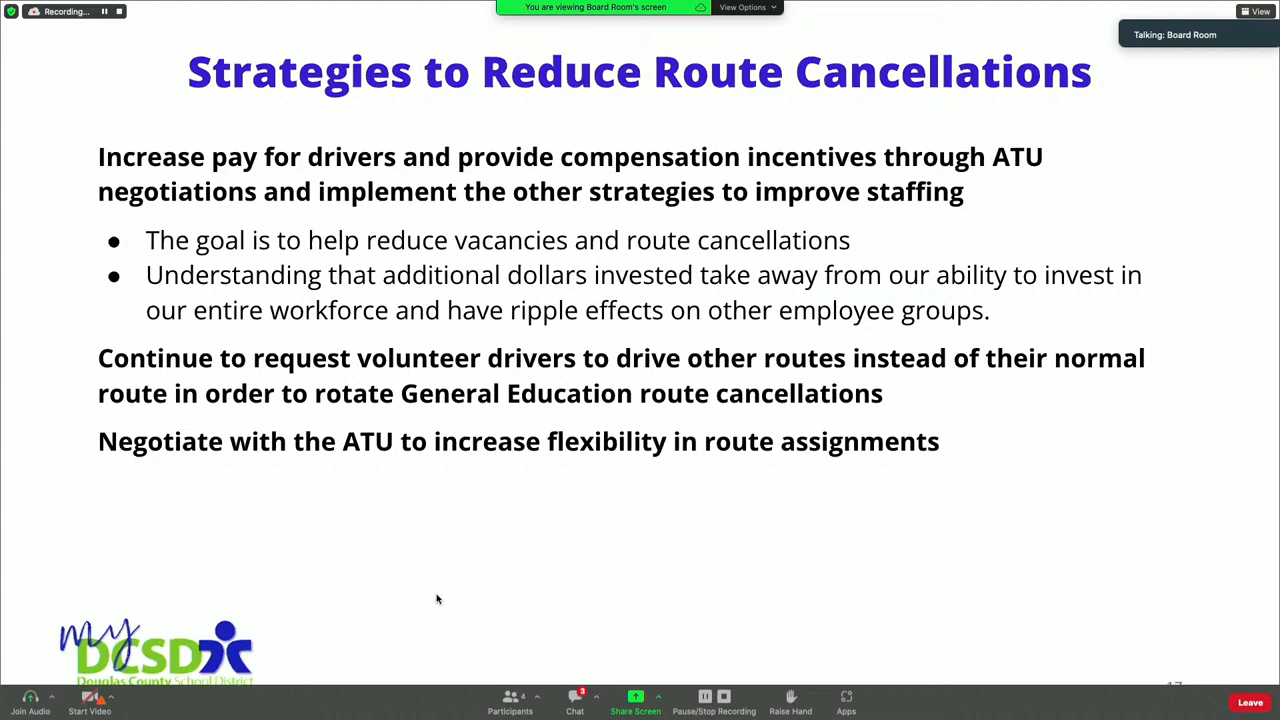 Recording...
You are viewing Board Room's screen
View Options
View
Talking: Board Room
Strategies to Reduce Route Cancellations
Increase pay for drivers and provide compensation incentives through ATU
negotiations and implement the other strategies to improve staffing
● The goal is to help reduce vacancies and route cancellations
● Understanding that additional dollars invested take away from our ability to invest in
our entire workforce and have ripple effects on other employee groups.
Continue to request volunteer drivers to drive other routes instead of their normal
route in order to rotate General Education route cancellations
Negotiate with the ATU to increase flexibility in route assignments
my
DCSD
Douglas County School District
Join Audio
Start Video
Participants 4
Chat 3
Share Screen
Pause/Stop Recording
Raise Hand
Apps
Leave